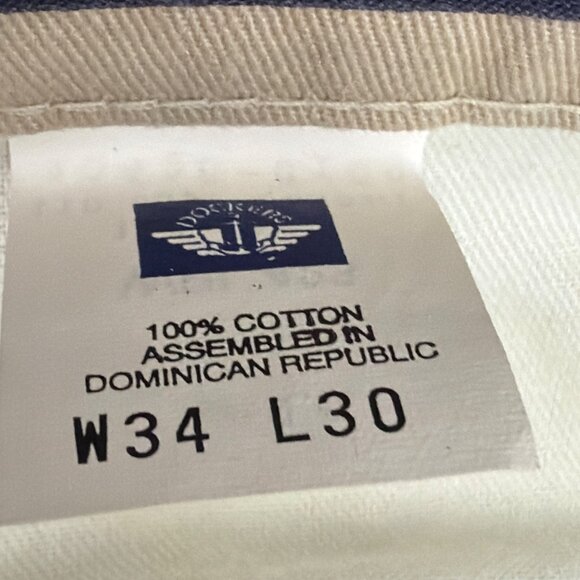 DOCKERS
100% COTTON
ASSEMBLED IN
DOMINICAN REPUBLIC
W34 L30